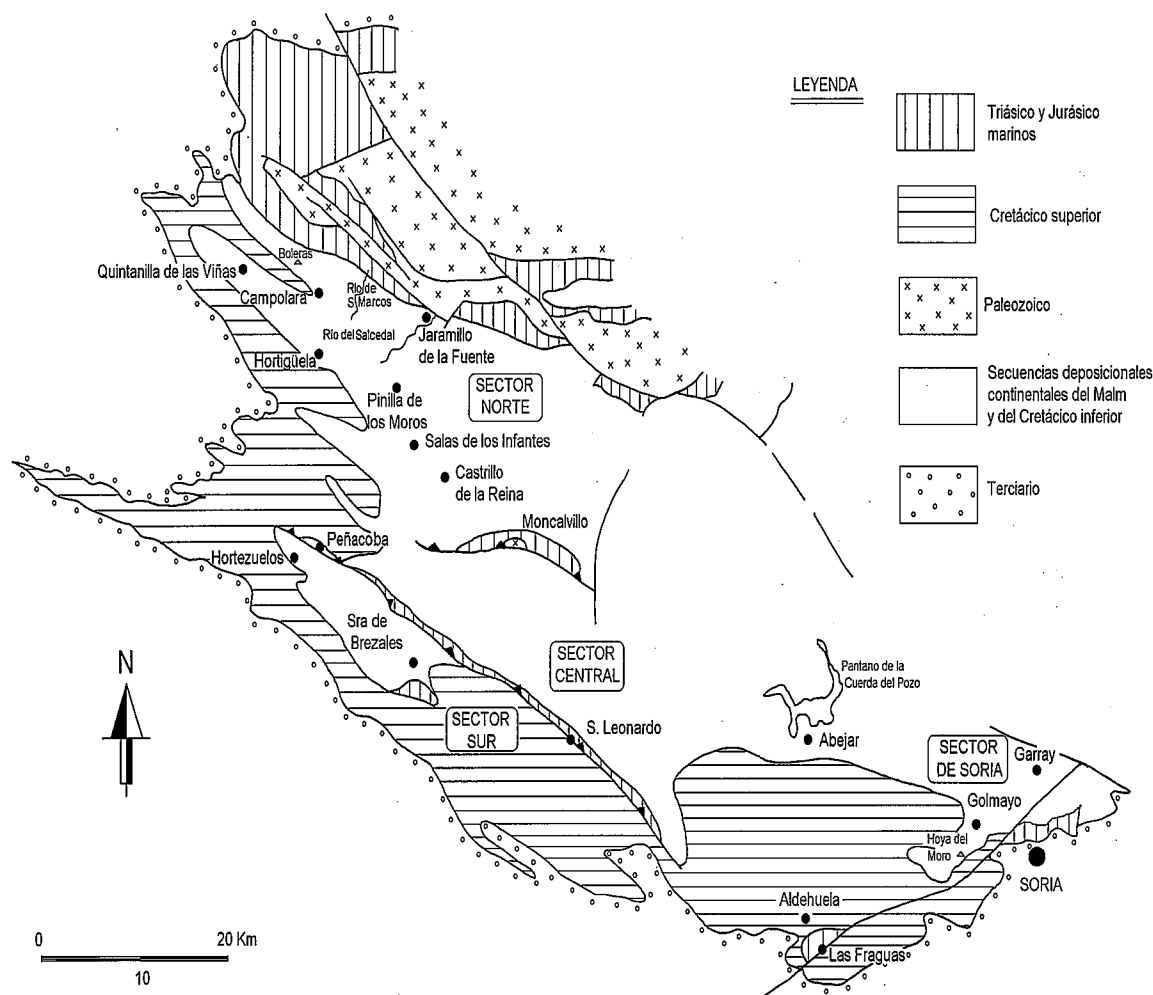 LEYENDA
Triásico y Jurásico
marinos
Cretácico superior
Paleozoico
Secuencias deposicionales
continentales del Malm
y del Cretácico inferior
Terciario
Boleras
Quintanilla de las Viñas
Campolara
Río de
S. Marcos
Río del Salcedal
Jaramillo
de la Fuente
Hortigüela
SECTOR
NORTE
Pinilla de
los Moros
Salas de los Infantes
Castrillo
de la Reina
Moncalvillo
Peñacoba
Hortezuelos
Sra de
Brezales
SECTOR
CENTRAL
Pantano de la
Cuerda del Pozo
N
SECTOR
SUR
S. Leonardo
Abejar
SECTOR
DE SORIA
Garray
Golmayo
Hoya del
Moro
SORIA
Aldehuela
Las Fraguas
0 20 Km
10